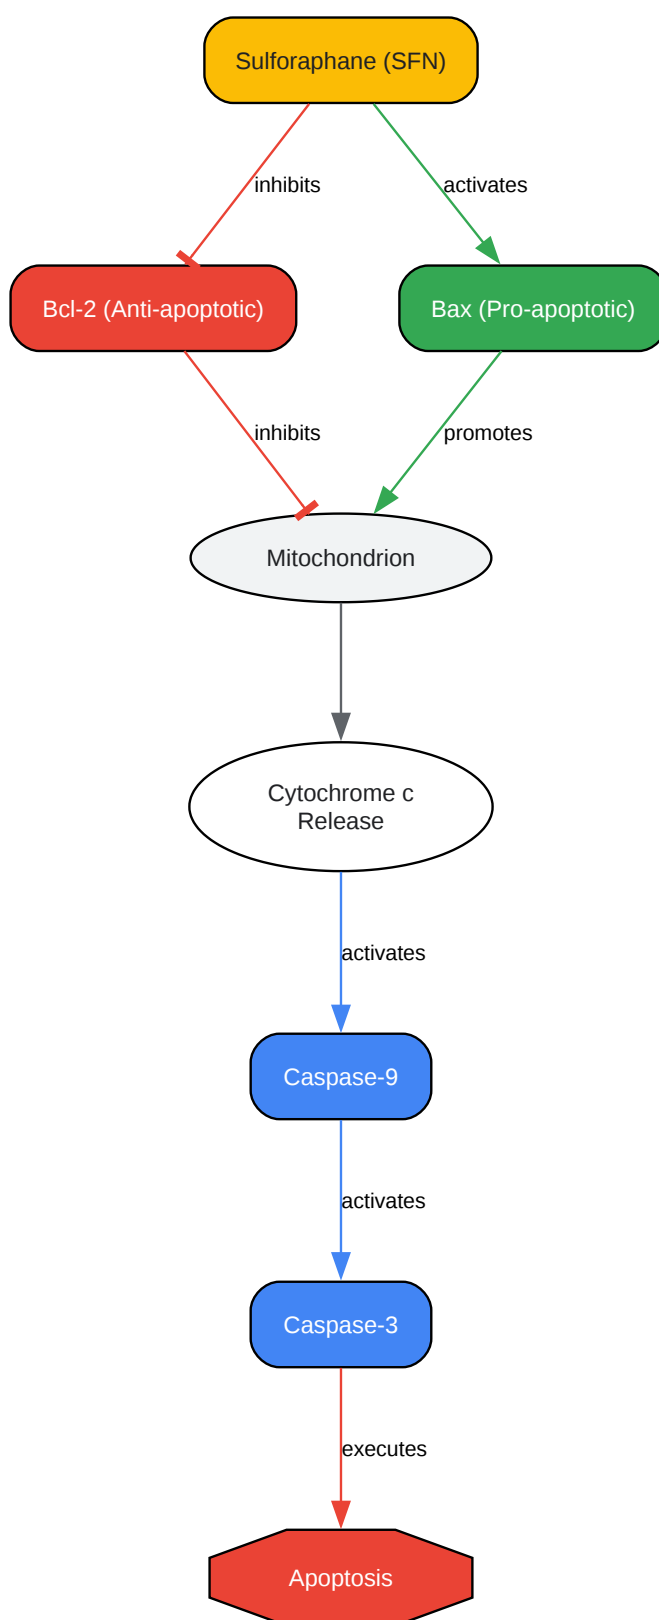 Sulforaphane (SFN)
inhibits
activates
Bcl-2 (Anti-apoptotic)
Bax (Pro-apoptotic)
inhibits
promotes
Mitochondrion
Cytochrome c
Release
activates
Caspase-9
activates
Caspase-3
executes
Apoptosis